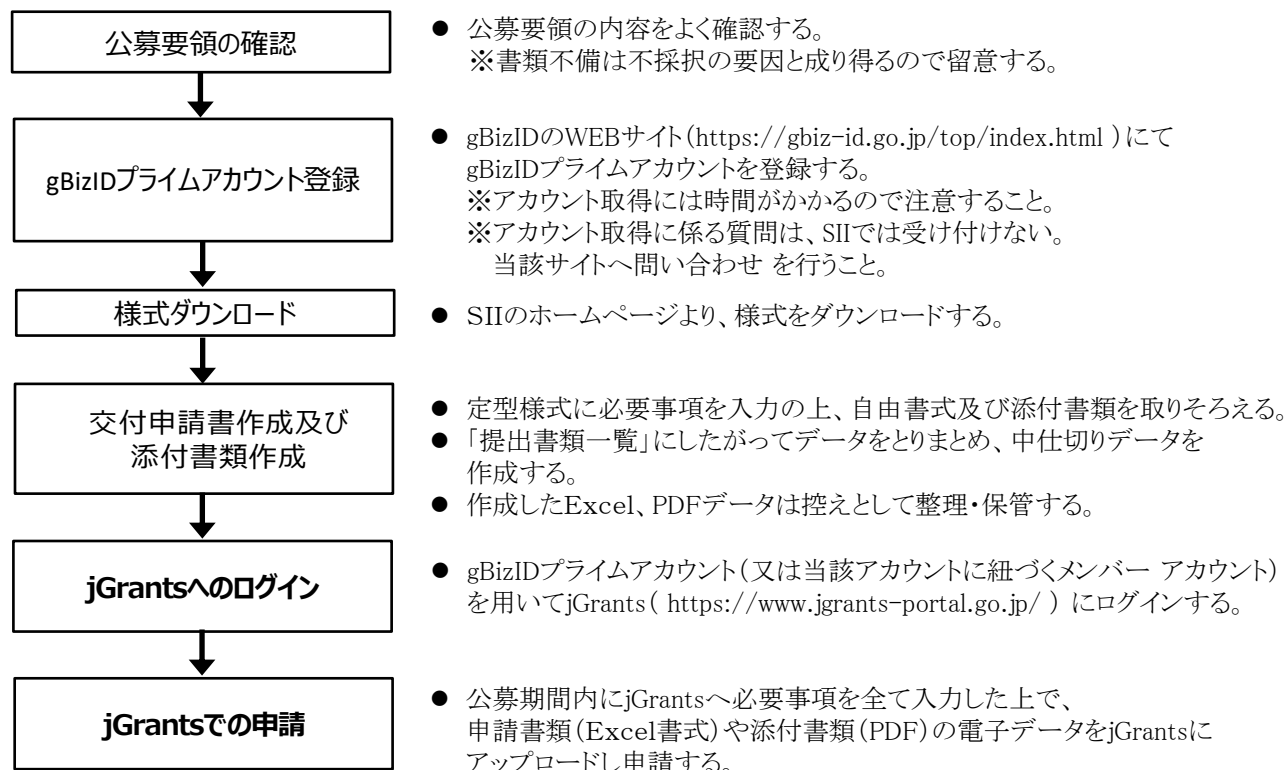 公募要領の確認
● 公募要領の内容をよく確認する。
※書類不備は不採択の要因と成り得るので留意する。
gBizIDプライムアカウント登録
● gBizIDのWEBサイト(https://gbiz-id.go.jp/top/index.html )にて
gBizIDプライムアカウントを登録する。
※アカウント取得には時間がかかるので注意すること。
※アカウント取得に係る質問は、SIIでは受け付けない。
当該サイトへ問い合わせ を行うこと。
様式ダウンロード
● SIIのホームページより、様式をダウンロードする。
交付申請書作成及び
添付書類作成
● 定型様式に必要事項を入力の上、自由書式及び添付書類を取りそろえる。
● 「提出書類一覧」にしたがってデータをとりまとめ、中仕切りデータを
作成する。
● 作成したExcel、PDFデータは控えとして整理・保管する。
jGrantsへのログイン
● gBizIDプライムアカウント(又は当該アカウントに紐づくメンバー アカウント)
を用いてjGrants( https://www.jgrants-portal.go.jp/ ) にログインする。
jGrantsでの申請
● 公募期間内にjGrantsへ必要事項を全て入力した上で、
申請書類(Excel書式)や添付書類(PDF)の電子データをjGrantsに
アップロードし申請する。